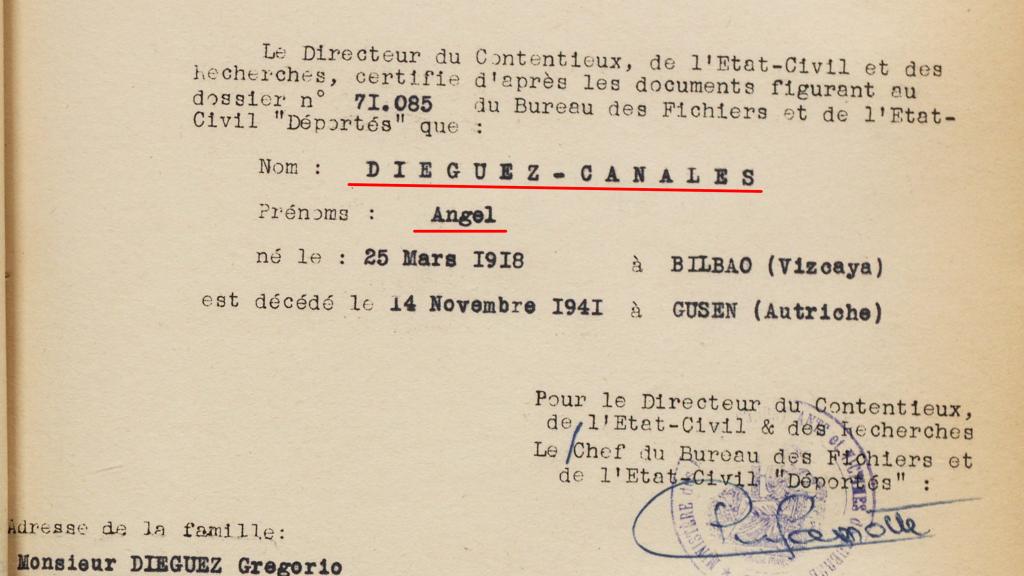 Le Directeur du Contentieux, de l'Etat-Civil et des
Recherches, certifie d'après les documents figurant au
dossier n° 71.085 du Bureau des Fichiers et de l'Etat-
Civil "Déportés" que :
Nom : DIEGUEZ-CANALES
Prénoms : Angel
né le : 25 Mars 1918 à BILBAO (Vizcaya)
est décédé le 14 Novembre 1941 à GUSEN (Autriche)
Pour le Directeur du Contentieux,
de l'Etat-Civil & des Recherches
Le Chef du Bureau des Fichiers et
de l'Etat-Civil "Déportés" :
MINISTERE
Adresse de la famille:
Monsieur DIEGUEZ Gregorio